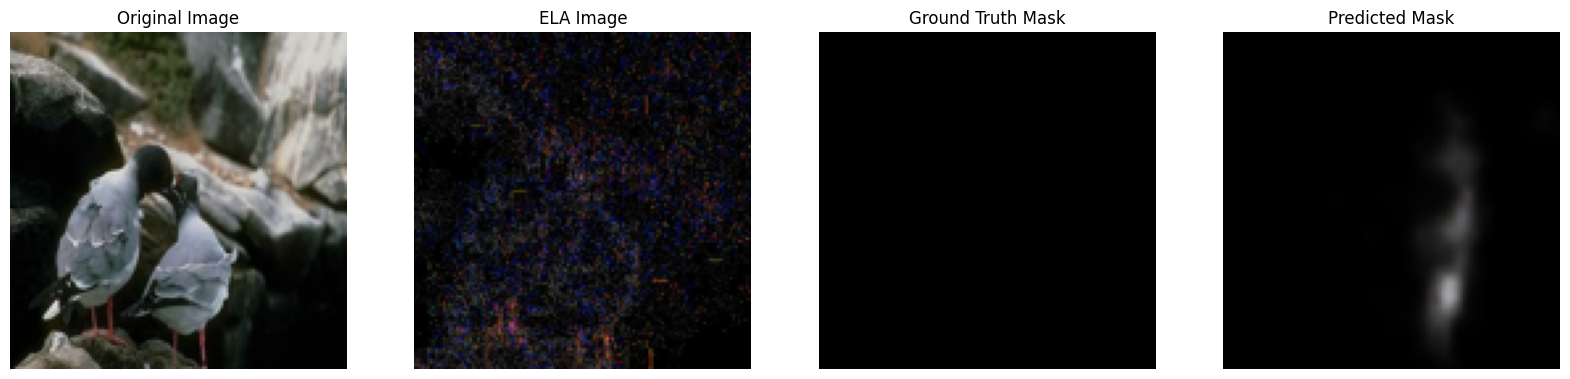 Original Image
ELA Image
Ground Truth Mask
Predicted Mask